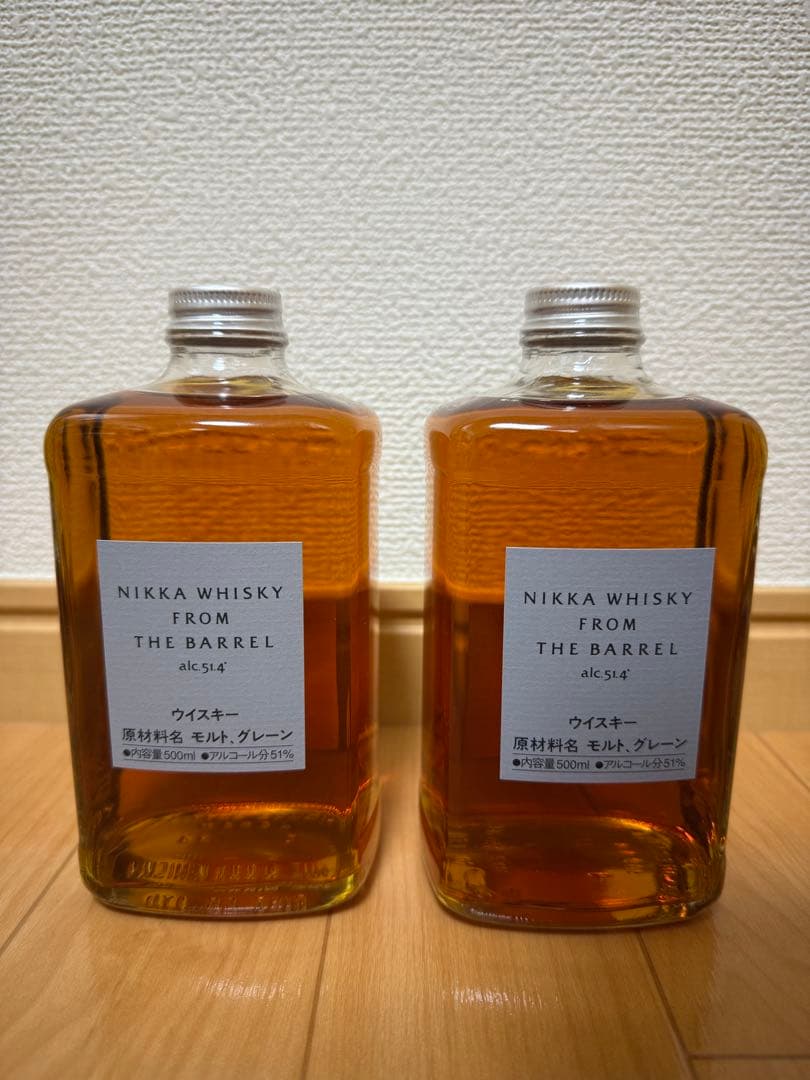 NIKKA WHISKY
FROM
THE BARREL
alc.51.4°
ウイスキー
原材料名 モルト、グレーン
●内容量500ml ●アルコール分51%
NIKKA WHISKY
FROM
THE BARREL
alc.51.4°
ウイスキー
原材料名 モルト、グレーン
●内容量500ml ●アルコール分51%